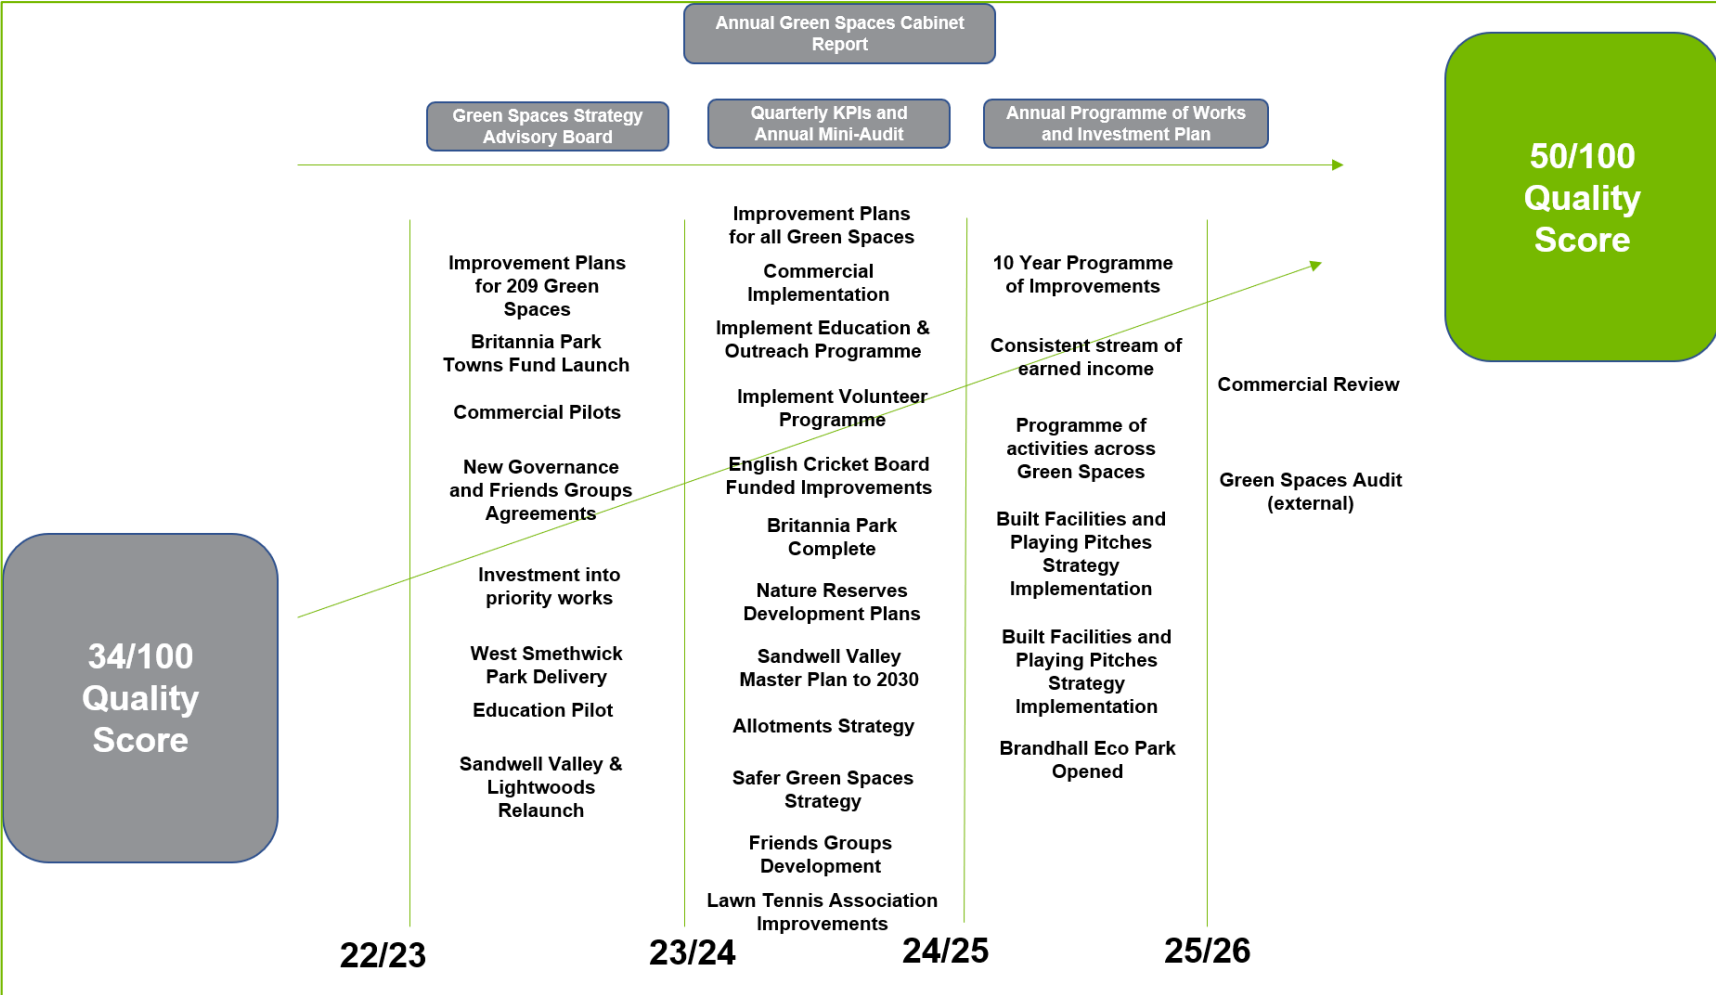 Annual Green Spaces Cabinet
Report
Green Spaces Strategy
Advisory Board
Quarterly KPIs and
Annual Mini-Audit
Annual Programme of Works
and Investment Plan
50/100
Quality
Score
34/100
Quality
Score
Improvement Plans
for 209 Green
Spaces
Britannia Park
Towns Fund Launch
Commercial Pilots
New Governance
and Friends Groups
Agreements
Investment into
priority works
West Smethwick
Park Delivery
Education Pilot
Sandwell Valley &
Lightwoods
Relaunch
Improvement Plans
for all Green Spaces
Commercial
Implementation
Implement Education &
Outreach Programme
Implement Volunteer
Programme
English Cricket Board
Funded Improvements
Britannia Park
Complete
Nature Reserves
Development Plans
Sandwell Valley
Master Plan to 2030
Allotments Strategy
Safer Green Spaces
Strategy
Friends Groups
Development
Lawn Tennis Association
Improvements
10 Year Programme
of Improvements
Consistent stream of
earned income
Programme of
activities across
Green Spaces
Built Facilities and
Playing Pitches
Strategy
Implementation
Built Facilities and
Playing Pitches
Strategy
Implementation
Brandhall Eco Park
Opened
Commercial Review
Green Spaces Audit
(external)
22/23
23/24
24/25
25/26